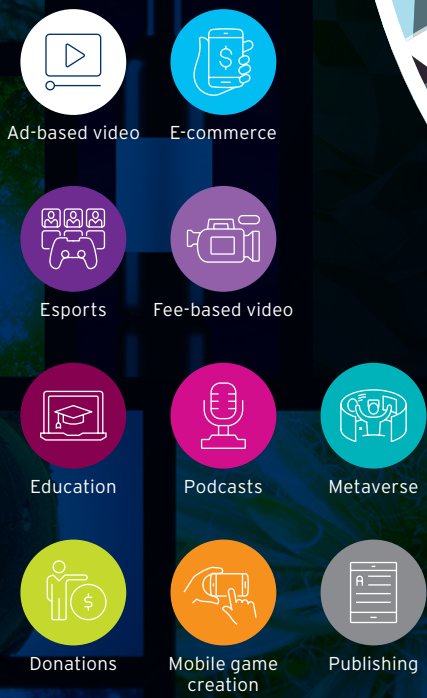 Ad-based video
E-commerce
$
Esports
Fee-based video
Education
Podcasts
Metaverse
$
A
Donations
Mobile game
creation
Publishing